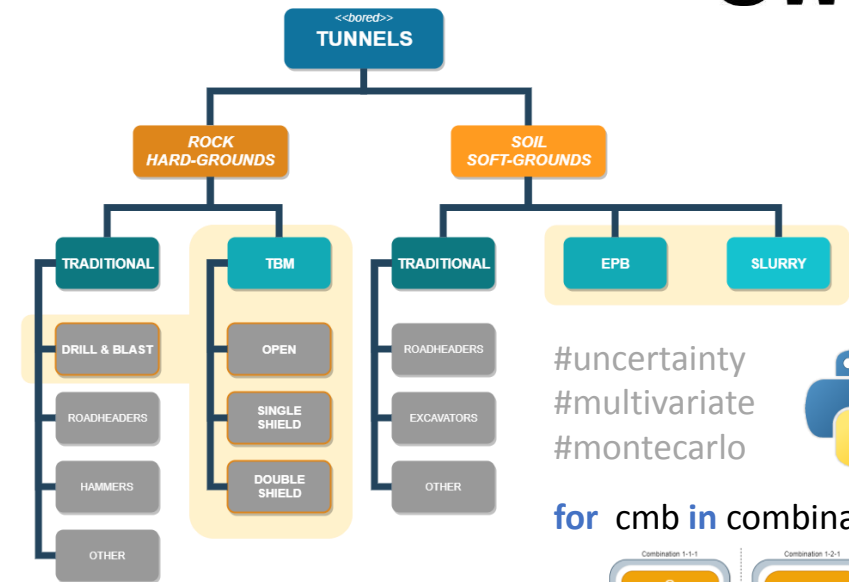 <<bored>>
TUNNELS
ROCK
HARD-GROUNDS
SOIL
SOFT-GROUNDS
TRADITIONAL
TBM
TRADITIONAL
EPB
SLURRY
DRILL & BLAST
OPEN
ROADHEADERS
ROADHEADERS
SINGLE
SHIELD
EXCAVATORS
HAMMERS
DOUBLE
SHIELD
OTHER
OTHER
#uncertainty
#multivariate
#montecarlo
for cmb in combina
Combination 1-1-1
Combination 1-2-1